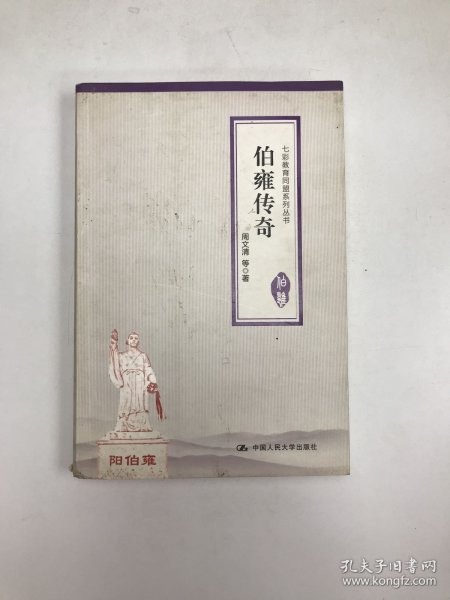 七彩教育同盟系列丛书
伯雍传奇
周文清 等◎著
伯雍
阳伯雍
中国人民大学出版社
孔夫子旧书网
www.kongfz.com